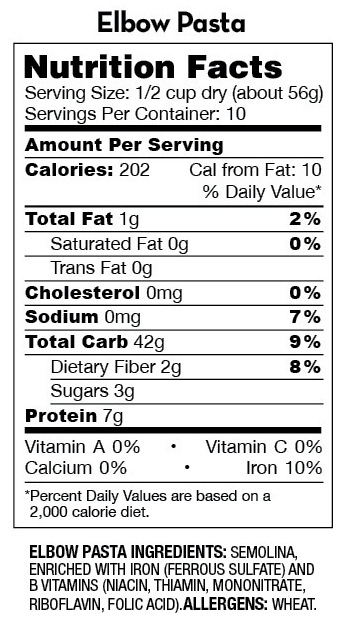 Elbow Pasta
Nutrition Facts
Serving Size: 1/2 cup dry (about 56g)
Servings Per Container: 10
Amount Per Serving
Calories: 202 Cal from Fat: 10
% Daily Value*
Total Fat 1g 2%
Saturated Fat 0g 0%
Trans Fat 0g
Cholesterol 0mg 0%
Sodium 0mg 7%
Total Carb 42g 9%
Dietary Fiber 2g 8%
Sugars 3g
Protein 7g
Vitamin A 0% • Vitamin C 0%
Calcium 0% • Iron 10%
*Percent Daily Values are based on a
2,000 calorie diet.
ELBOW PASTA INGREDIENTS: SEMOLINA,
ENRICHED WITH IRON (FERROUS SULFATE) AND
B VITAMINS (NIACIN, THIAMIN, MONONITRATE,
RIBOFLAVIN, FOLIC ACID).ALLERGENS: WHEAT.